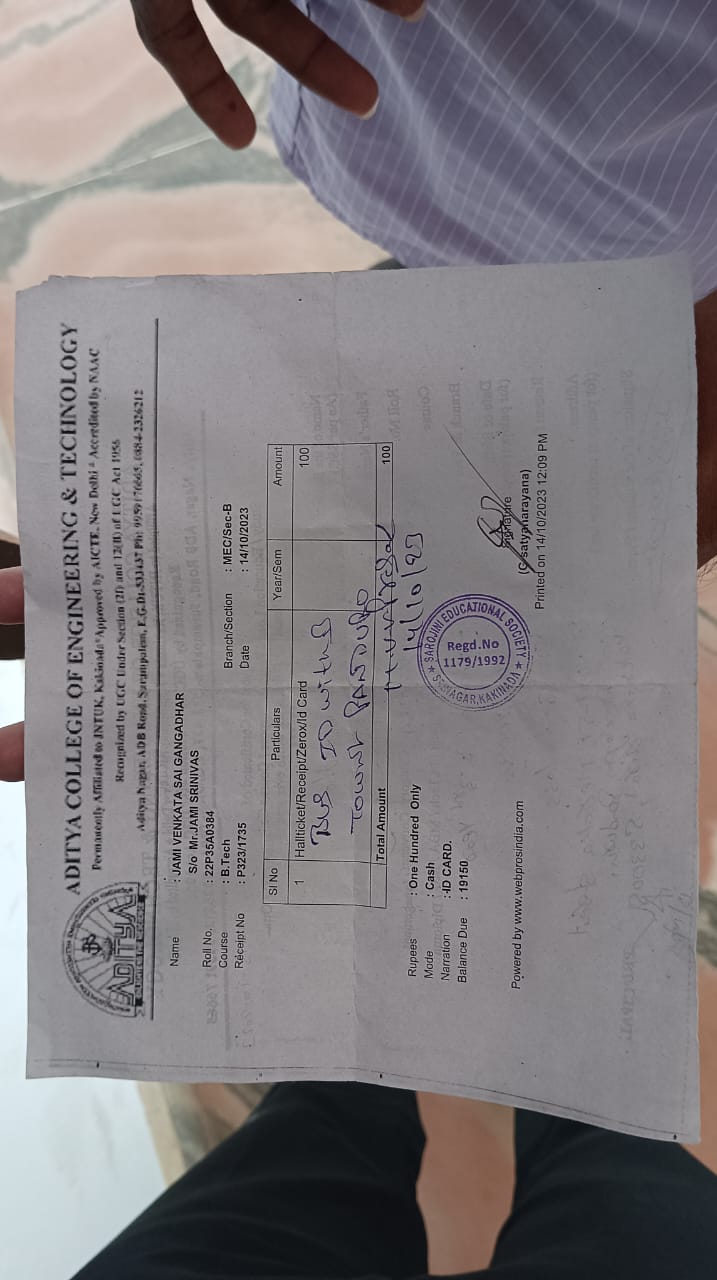 ADITYA COLLEGE OF ENGINEERING & TECHNOLOGY
Permanently Affiliated to JNTUK, Kakinada * Approved by AICTE, New Delhi * Accredited by NAAC
Recognized by UGC Under Section (2f) and 12(B) of UGC Act 1956
Aditya Nagar, ADB Road, Surampalem, E.G.Dt-533437 Ph: 99591 76665, 0884-2326212
ADITYA
Name : JAMI VENKATA SAI GANGADHAR
S/o Mr.JAMI SRINIVAS
Roll No. : 22P35A0384
Course : B.Tech Branch/Section : MEC/Sec-B
Receipt No : P323/1735 Date : 14/10/2023
Sl No Particulars Year/Sem Amount
1 Hallticket/Receipt/Zerox/Id Card 100
BUS ID
Total Amount 100
14/10/23
Rupees : One Hundred Only
Mode : Cash
Narration : ID CARD.
Balance Due : 19150
SAROJINI EDUCATIONAL SOCIETY
Regd.No
1179/1992
KAKINADA
Signature
(C satyanarayana)
Powered by www.webprosindia.com Printed on 14/10/2023 12:09 PM